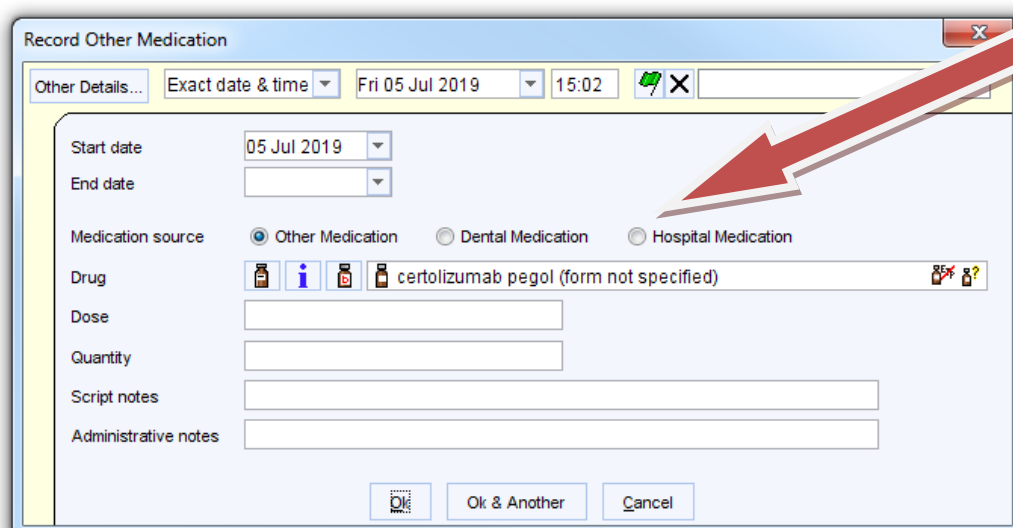 Record Other Medication
Other Details... Exact date & time Fri 05 Jul 2019 15:02
Start date 05 Jul 2019
End date
Medication source Other Medication Dental Medication Hospital Medication
Drug certolizumab pegol (form not specified)
Dose
Quantity
Script notes
Administrative notes
Ok Ok & Another Cancel